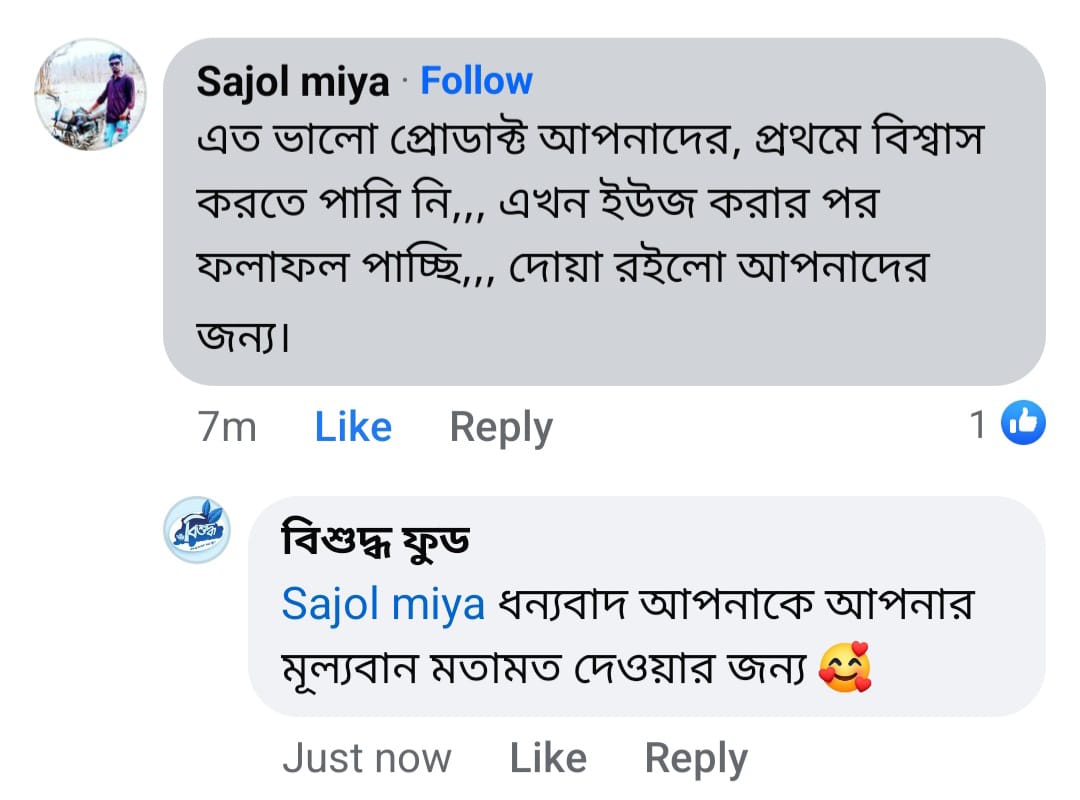 Sajol miya · Follow
এত ভালো প্রোডাক্ট আপনাদের, প্রথমে বিশ্বাস
করতে পারি নি,,, এখন ইউজ করার পর
ফলাফল পাচ্ছি,,, দোয়া রইলো আপনাদের
জন্য।
7m Like Reply 1
বিশুদ্ধ
বিশুদ্ধ ফুড
Sajol miya ধন্যবাদ আপনাকে আপনার
মূল্যবান মতামত দেওয়ার জন্য 🥰
Just now Like Reply